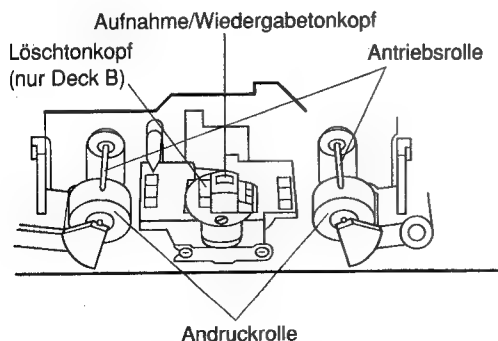 Aufnahme/Wiedergabetonkopf
Löschtonkopf
(nur Deck B)
Antriebsrolle
Andruckrolle